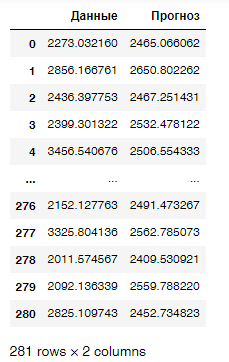 Данные Прогноз
0 2273.032160 2465.066062
1 2856.166761 2650.802262
2 2436.397753 2467.251431
3 2399.301322 2532.478122
4 3456.540676 2506.554333
... ... ...
276 2152.127763 2491.473267
277 3325.804136 2562.785073
278 2011.574567 2409.530921
279 2092.136339 2559.788220
280 2825.109743 2452.734823
281 rows × 2 columns